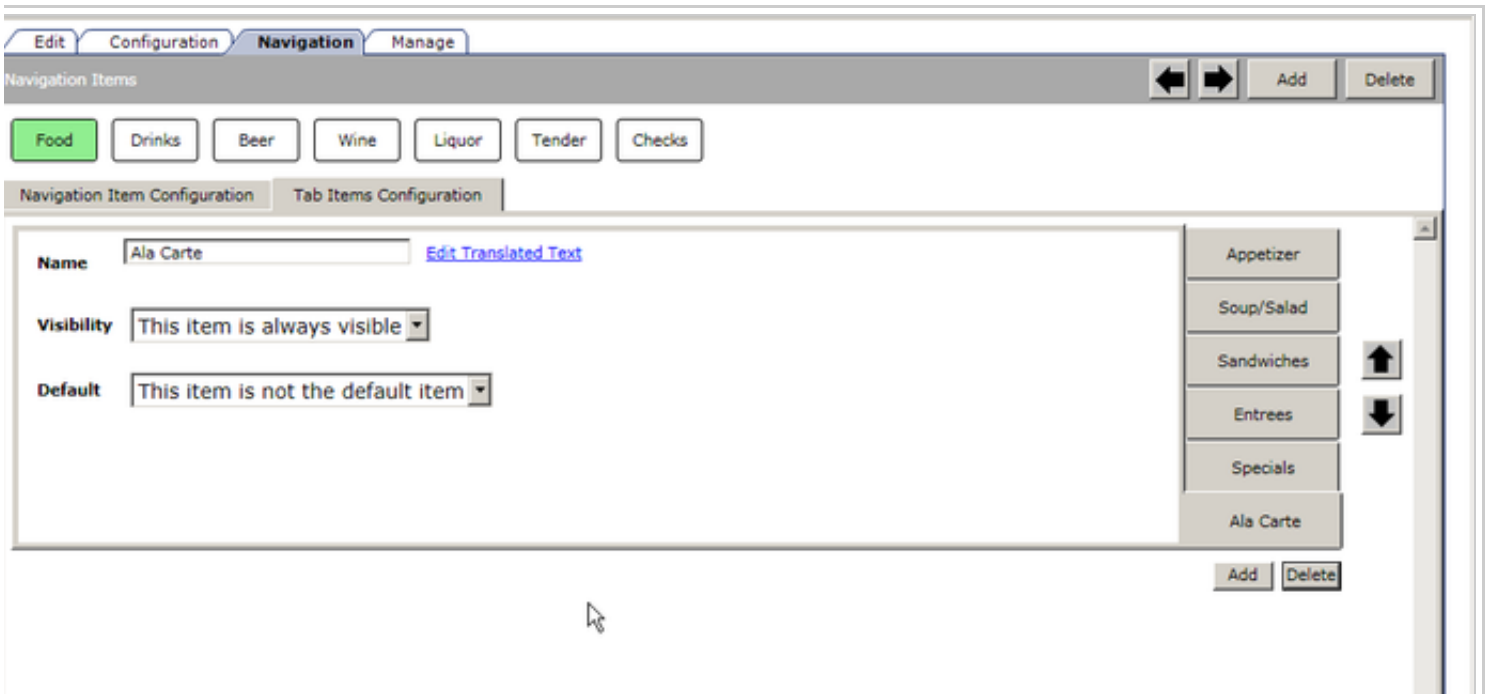 Edit Configuration Navigation Manage
Navigation Items Add Delete
Food Drinks Beer Wine Liquor Tender Checks
Navigation Item Configuration Tab Items Configuration
Name Ala Carte Edit Translated Text
Visibility This item is always visible
Default This item is not the default item
Appetizer
Soup/Salad
Sandwiches
Entrees
Specials
Ala Carte
Add Delete